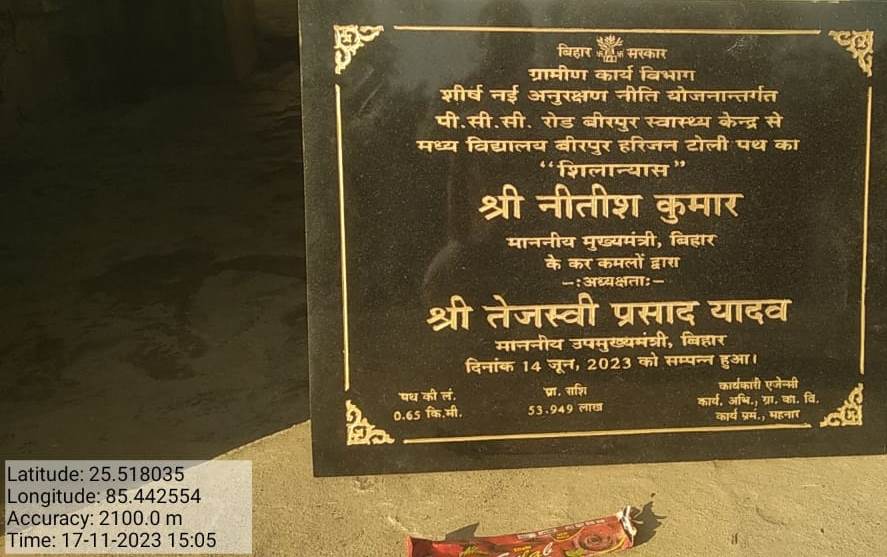 बिहार सरकार
ग्रामीण कार्य विभाग
शीर्ष नई अनुरक्षण नीति योजनान्तर्गत
पी.सी.सी. रोड बीरपुर स्वास्थ्य केन्द्र से
मध्य विद्यालय बीरपुर हरिजन टोली पथ का
“शिलान्यास”
श्री नीतीश कुमार
माननीय मुख्यमंत्री, बिहार
के कर कमलों द्वारा
-:अध्यक्षताः-
श्री तेजस्वी प्रसाद यादव
माननीय उपमुख्यमंत्री, बिहार
दिनांक 14 जून, 2023 को सम्पन्न हुआ।
पथ की लं.
0.65 कि.मी.
प्रा. राशि
53.949 लाख
कार्यकारी एजेन्सी
कार्य. अभि., ग्रा. का. वि.
कार्य प्रमं., महनार
Latitude: 25.518035
Longitude: 85.442554
Accuracy: 2100.0 m
Time: 17-11-2023 15:05